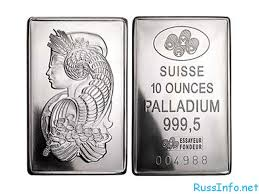 SUISSE
10 OUNCES
PALLADIUM
999,5
ESSAYEUR
FONDEUR
004988
RussInfo.net